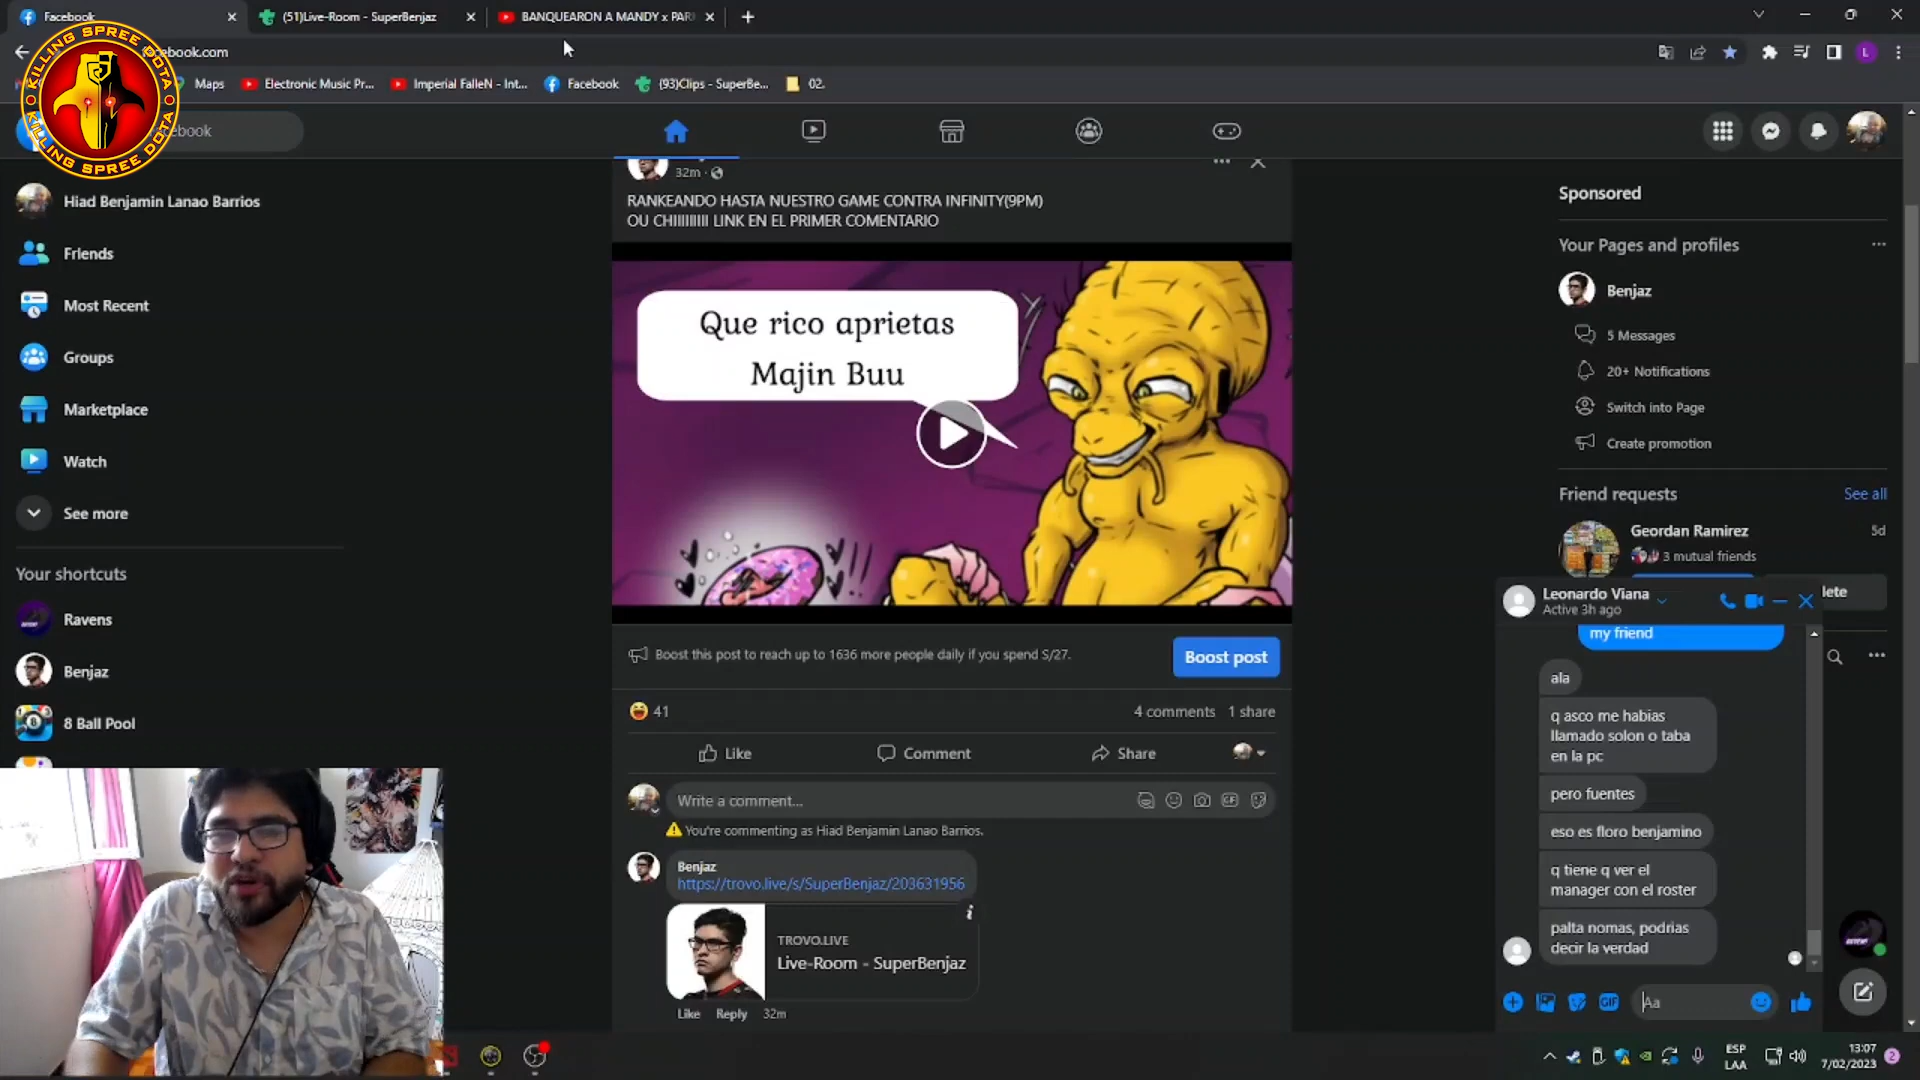 Facebook
(51)Live-Room - SuperBenjaz
BANQUEARON A MANDY x PAR
KILLING SPREE DOTA
KILLING SPREE DOTA
cebook.com
Maps
Electronic Music Pr...
Imperial FalleN - Int...
Facebook
(93)Clips - SuperBe...
02.
L
cebook
Hiad Benjamin Lanao Barrios
Friends
Most Recent
Groups
Marketplace
Watch
See more
Your shortcuts
Ravens
Benjaz
8 Ball Pool
32m
RANKEANDO HASTA NUESTRO GAME CONTRA INFINITY(9PM)
OU CHIIIIIIIII LINK EN EL PRIMER COMENTARIO
Que rico aprietas
Majin Buu
Boost this post to reach up to 1636 more people daily if you spend S/27.
Boost post
41
4 comments 1 share
Like
Comment
Share
Write a comment...
GIF
You're commenting as Hiad Benjamin Lanao Barrios.
Benjaz
https://trovo.live/s/SuperBenjaz/203631956
TROVO.LIVE
Live-Room - SuperBenjaz
Like Reply 32m
Sponsored
Your Pages and profiles
Benjaz
5 Messages
20+ Notifications
Switch into Page
Create promotion
Friend requests
See all
Geordan Ramirez
5d
3 mutual friends
lete
Leonardo Viana
Active 3h ago
my friend
ala
q asco me habias
llamado solon o taba
en la pc
pero fuentes
eso es floro benjamino
q tiene q ver el
manager con el roster
palta nomas, podrias
decir la verdad
GIF
Aa
ESP
LAA
13:07
7/02/2023
2